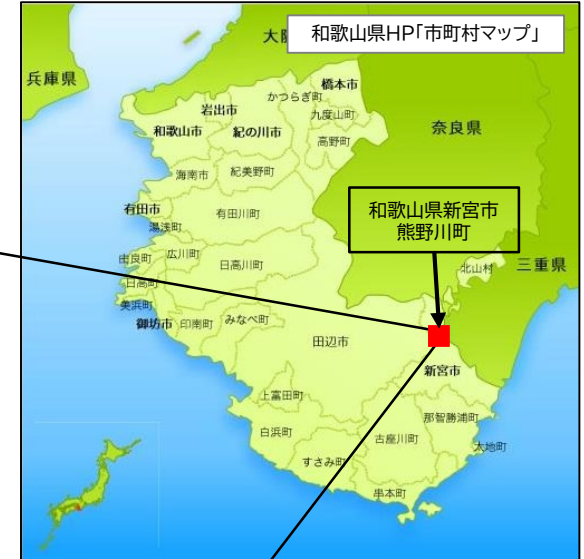 和歌山県HP「市町村マップ」
大
兵庫県
橋本市
かつらぎ町
岩出市
九度山町
奈良県
和歌山市
紀の川市
高野町
海南市
紀美野町
和歌山県新宮市
熊野川町
有田市
有田川町
湯浅町
由良町
広川町
日高川町
北山村
三重県
日高町
美浜町
御坊市
印南町
みなべ町
田辺市
新宮市
上富田町
那智勝浦町
白浜町
古座川町
太地町
すさみ町
串本町